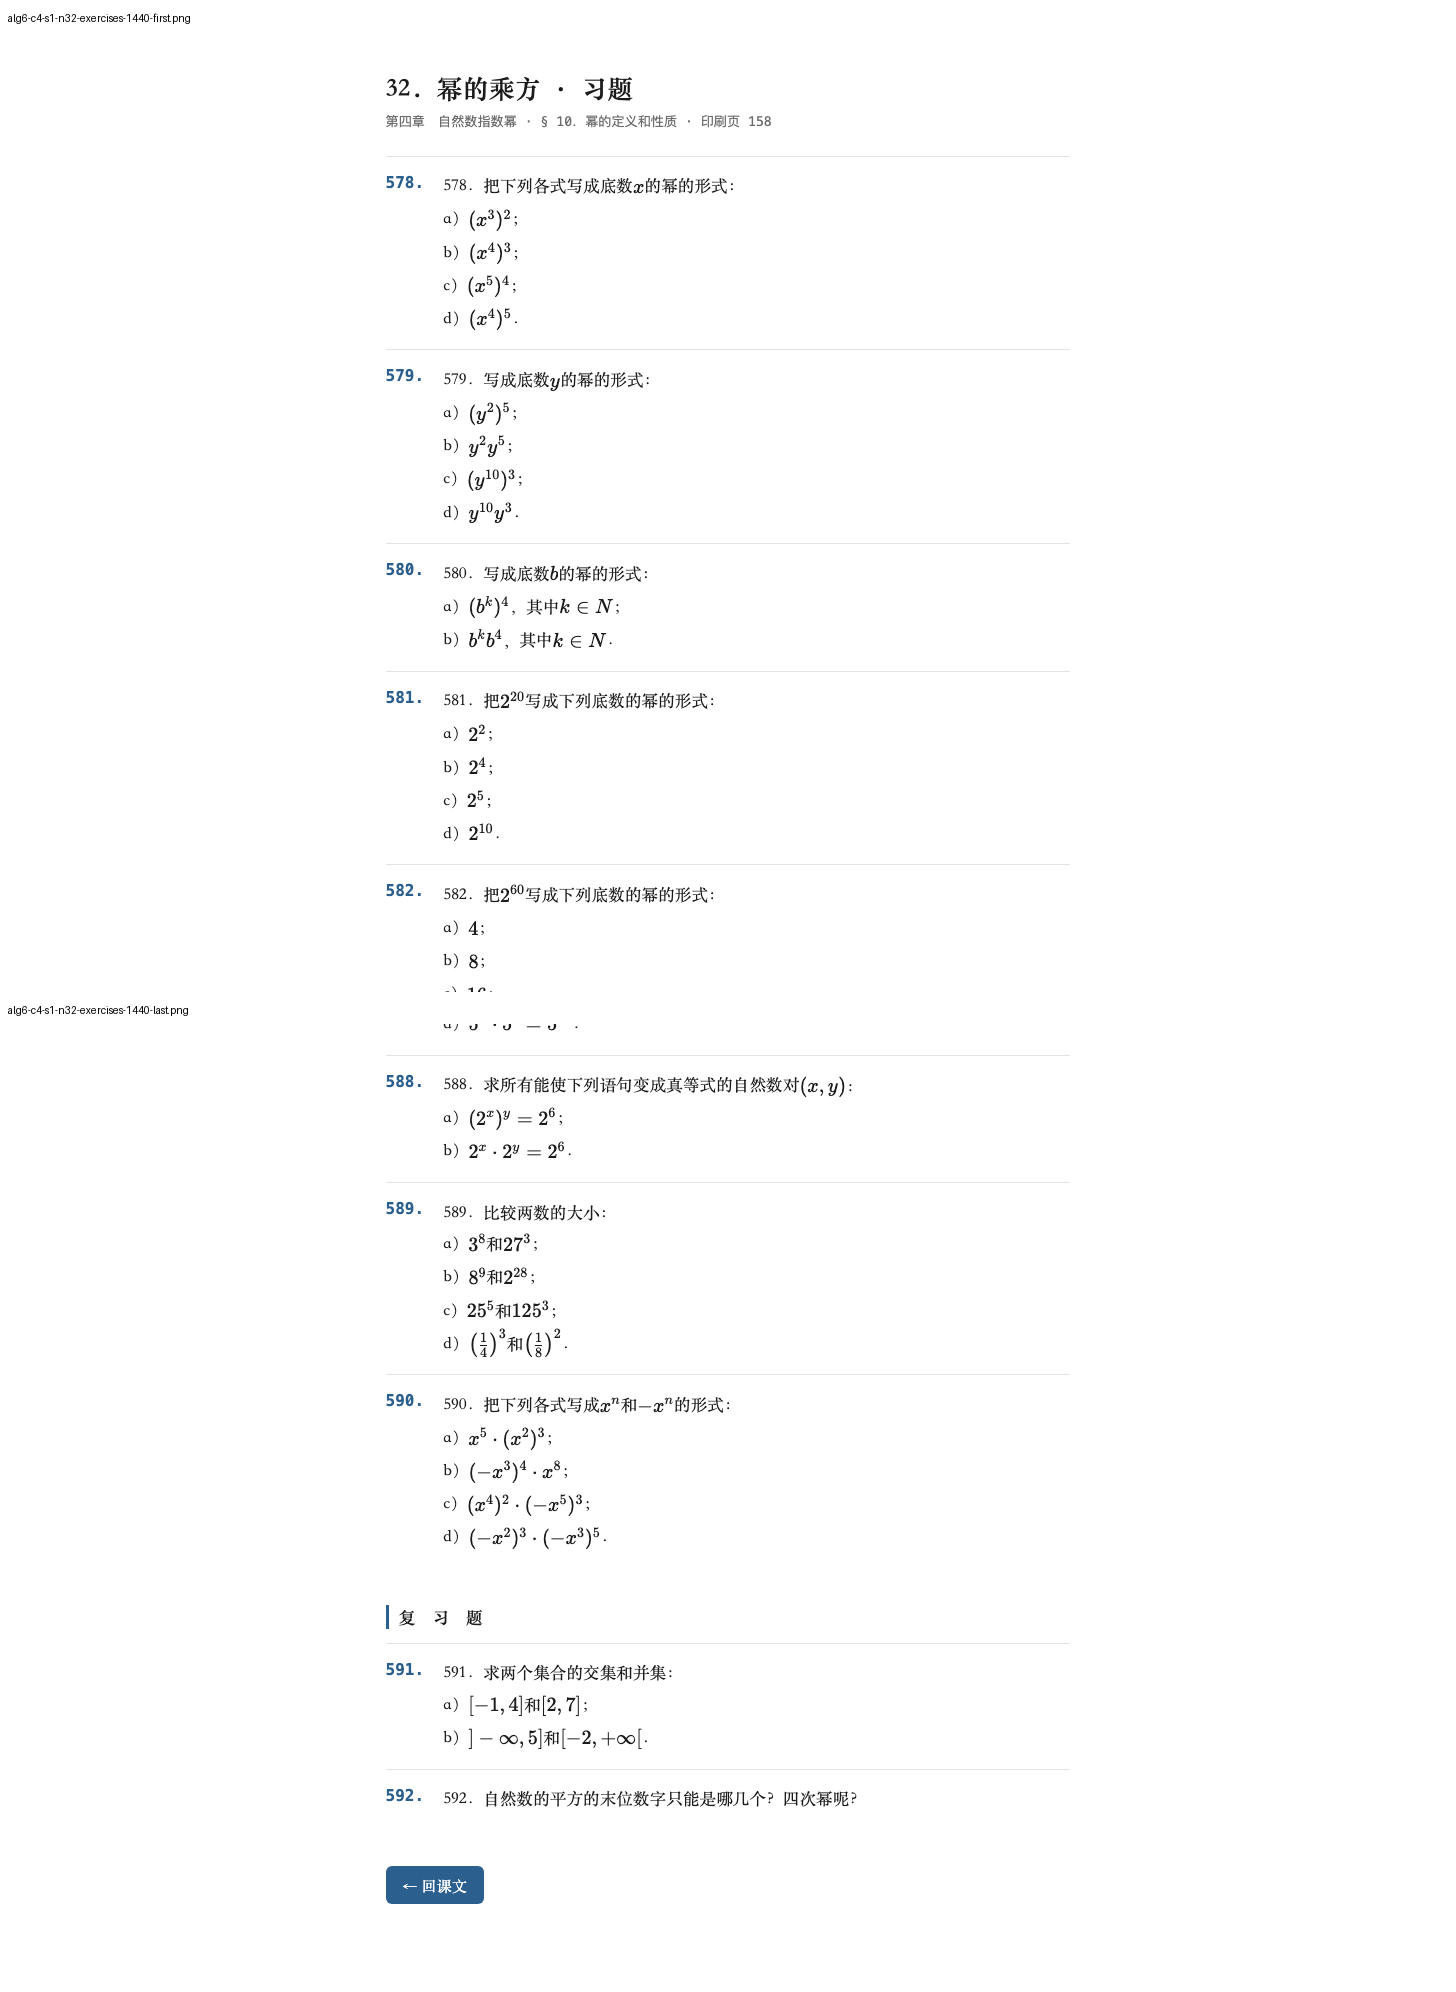 alg6-c4-s1-n32-exercises-1440-first.png
32. 幂的乘方 · 习题
第四章 自然数指数幂 · § 10. 幂的定义和性质 · 印刷页 158
578. 578. 把下列各式写成底数x的幂的形式：
a) (x³)²；
b) (x⁴)³；
c) (x⁵)⁴；
d) (x⁴)⁵.
579. 579. 写成底数y的幂的形式：
a) (y²)⁵；
b) y²y⁵；
c) (y¹⁰)³；
d) y¹⁰y³.
580. 580. 写成底数b的幂的形式：
a) (bᵏ)⁴, 其中k ∈ N；
b) bᵏb⁴, 其中k ∈ N.
581. 581. 把2²⁰写成下列底数的幂的形式：
a) 2²；
b) 2⁴；
c) 2⁵；
d) 2¹⁰.
582. 582. 把2⁶⁰写成下列底数的幂的形式：
a) 4；
b) 8；
alg6-c4-s1-n32-exercises-1440-last.png
588. 588. 求所有能使下列语句变成真等式的自然数对(x, y)：
a) (2ˣ)ʸ = 2⁶；
b) 2ˣ · 2ʸ = 2⁶.
589. 589. 比较两数的大小：
a) 3⁸和27³；
b) 8⁹和2²⁸；
c) 25⁵和125³；
d) (1/4)³和(1/8)².
590. 590. 把下列各式写成xⁿ和−xⁿ的形式：
a) x⁵ · (x²)³；
b) (−x³)⁴ · x⁸；
c) (x⁴)² · (−x⁵)³；
d) (−x²)³ · (−x³)⁵.
复 习 题
591. 591. 求两个集合的交集和并集：
a) [−1, 4]和[2, 7]；
b) ] − ∞, 5]和[−2, +∞[.
592. 592. 自然数的平方的末位数字只能是哪几个？四次幂呢？
← 回课文